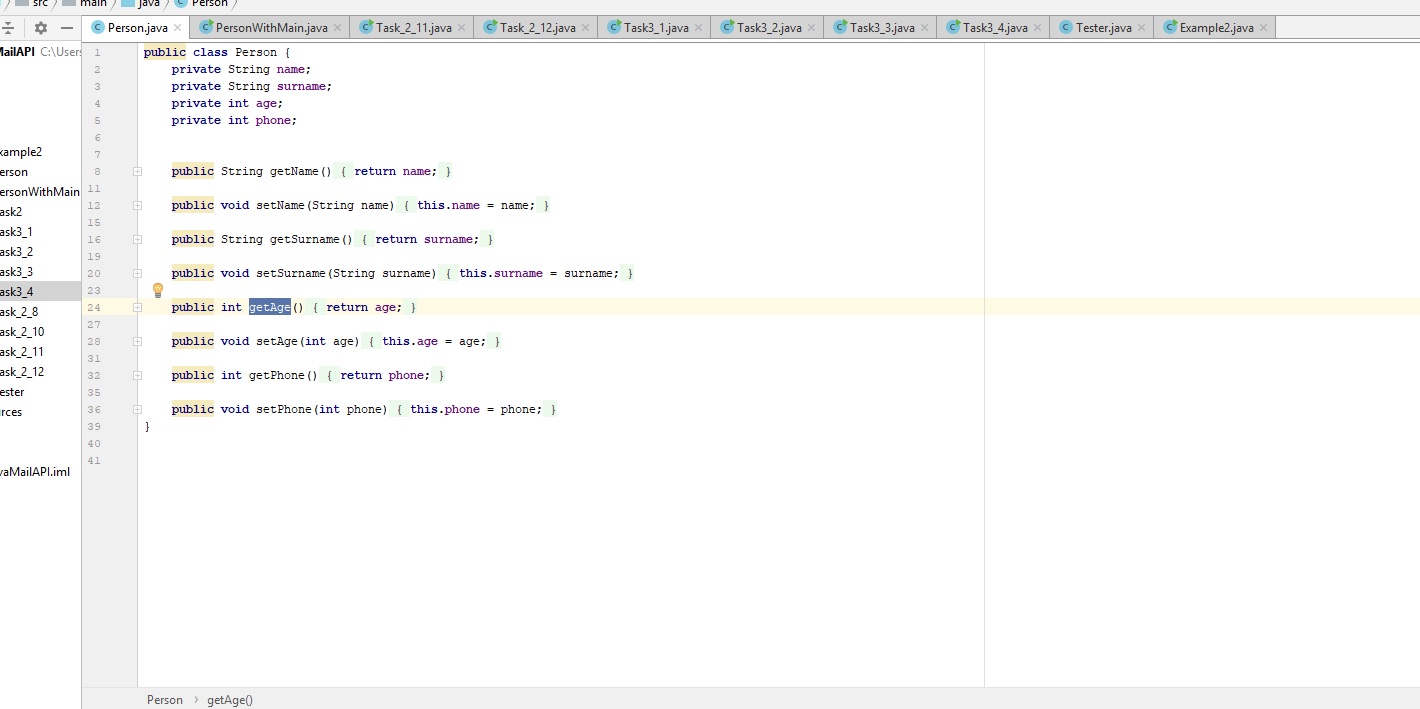 src main java Person
Person.java PersonWithMain.java Task_2_11.java Task_2_12.java Task3_1.java Task3_2.java Task3_3.java Task3_4.java Tester.java Example2.java
MailAPI C:\Users
xample2
erson
ersonWithMain
ask2
ask3_1
ask3_2
ask3_3
ask3_4
ask_2_8
ask_2_10
ask_2_11
ask_2_12
ester
rces
vaMailAPI.iml
1 public class Person {
2 private String name;
3 private String surname;
4 private int age;
5 private int phone;
6
7
8 public String getName() { return name; }
11
12 public void setName(String name) { this.name = name; }
15
16 public String getSurname() { return surname; }
19
20 public void setSurname(String surname) { this.surname = surname; }
23
24 public int getAge() { return age; }
27
28 public void setAge(int age) { this.age = age; }
31
32 public int getPhone() { return phone; }
35
36 public void setPhone(int phone) { this.phone = phone; }
39 }
40
41
Person › getAge()